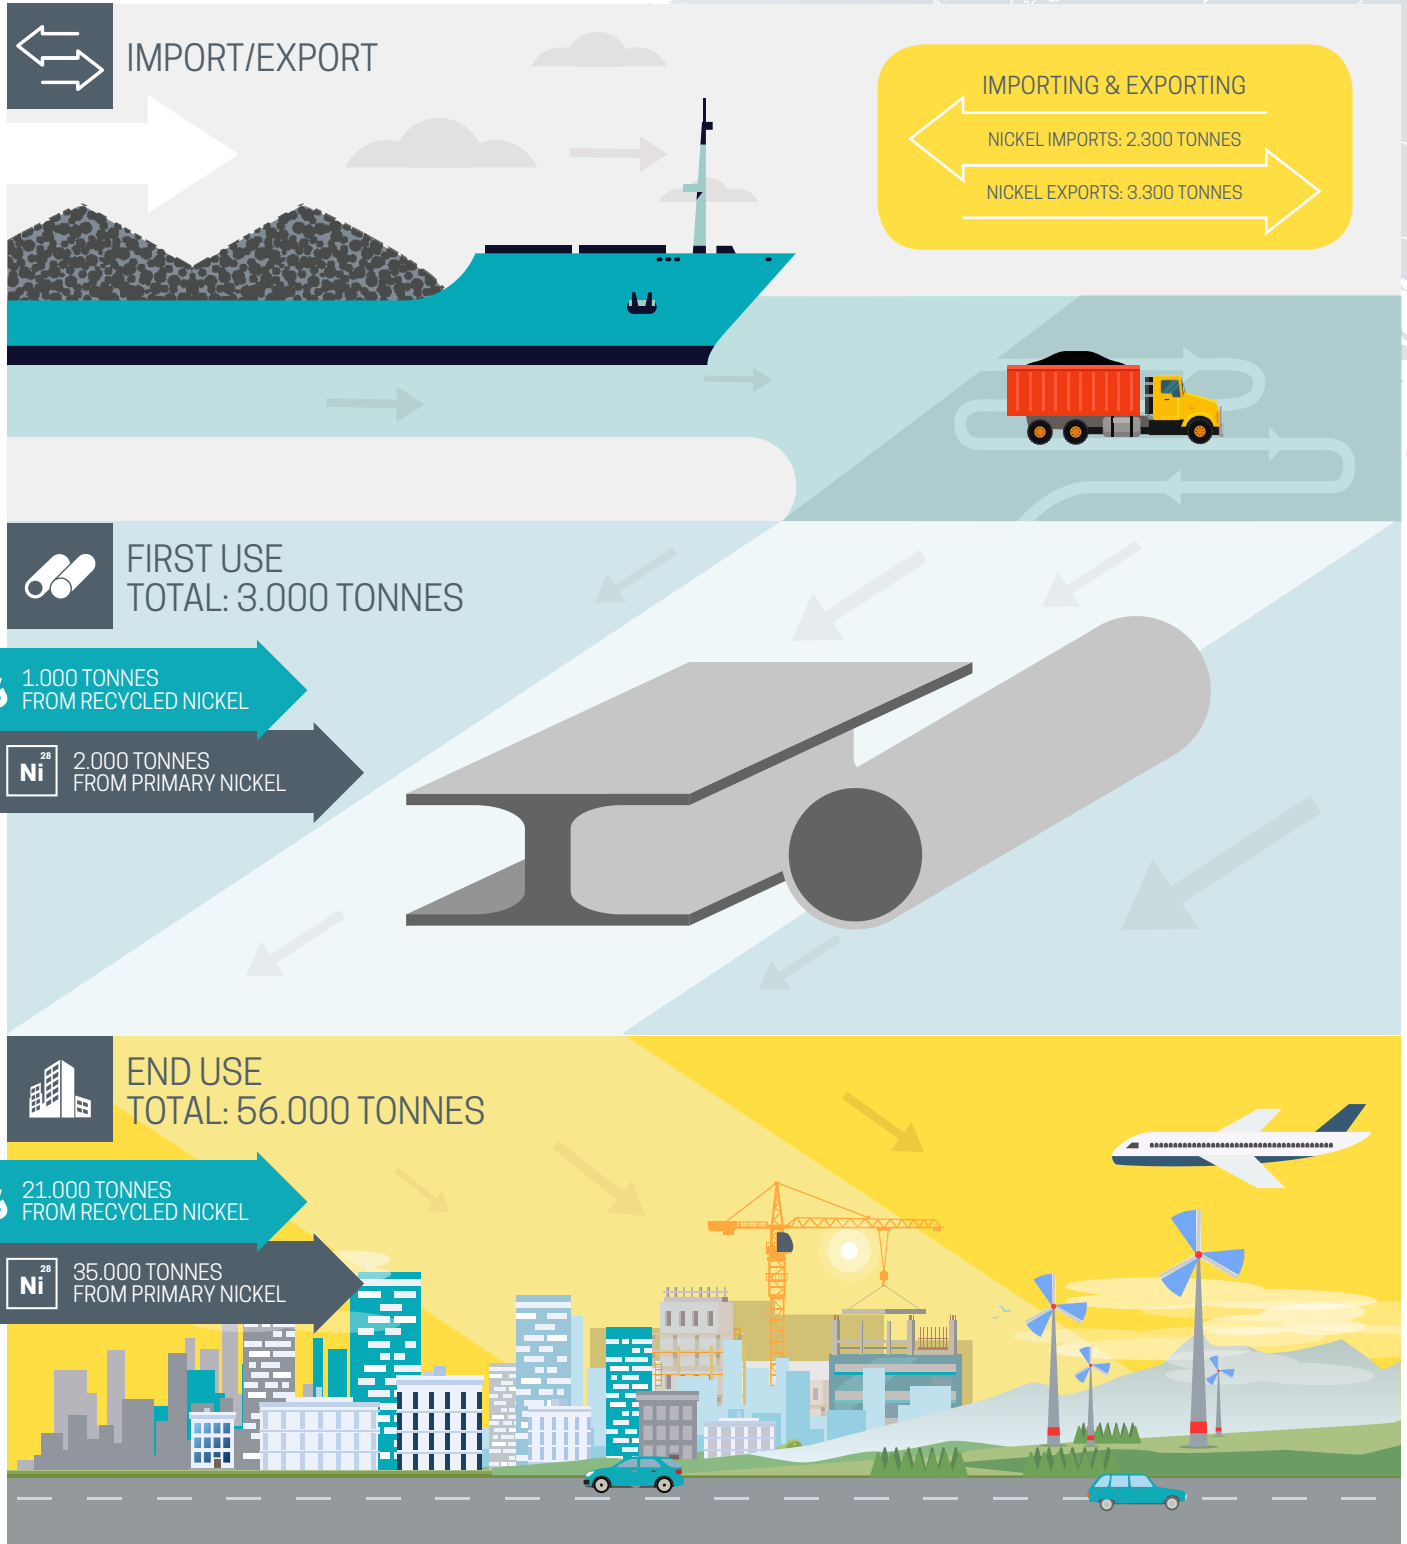 IMPORT/EXPORT
IMPORTING & EXPORTING
NICKEL IMPORTS: 2.300 TONNES
NICKEL EXPORTS: 3.300 TONNES
FIRST USE
TOTAL: 3.000 TONNES
1.000 TONNES
FROM RECYCLED NICKEL
28
Ni
2.000 TONNES
FROM PRIMARY NICKEL
END USE
TOTAL: 56.000 TONNES
21.000 TONNES
FROM RECYCLED NICKEL
28
Ni
35.000 TONNES
FROM PRIMARY NICKEL